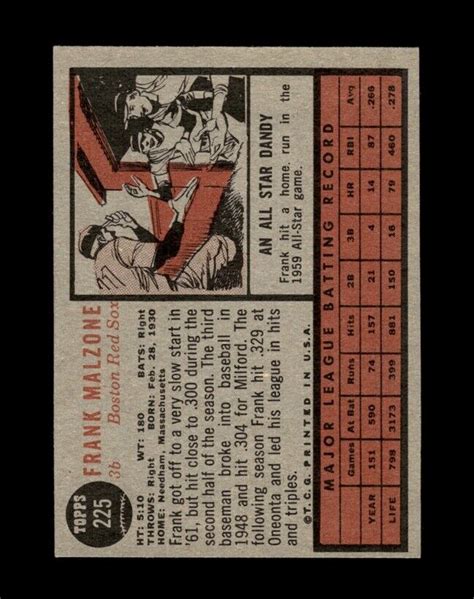 TOPPS
225
FRANK MALZONE
3b Boston Red Sox
HT: 5:10 WT: 180 BATS: Right
THROWS: Right BORN: Feb. 28, 1930
HOME: Needham, Massachusetts
Frank got off to a very slow start in
'61, but hit close to .300 during the
second half of the season. The third
baseman broke into baseball in
1948 and hit .304 for Milford. The
following season Frank hit .329 at
Oneonta and led his league in hits
and triples.
AN ALL STAR DANDY
Frank hit a home run in the
1959 All-Star game.
©T.C.G. PRINTED IN U.S.A.
MAJOR LEAGUE BATTING RECORD
Games At Bat Runs Hits 2B 3B HR RBI Avg.
YEAR 151 590 74 157 21 4 14 87 .266
LIFE 798 3173 399 881 150 16 79 460 .278